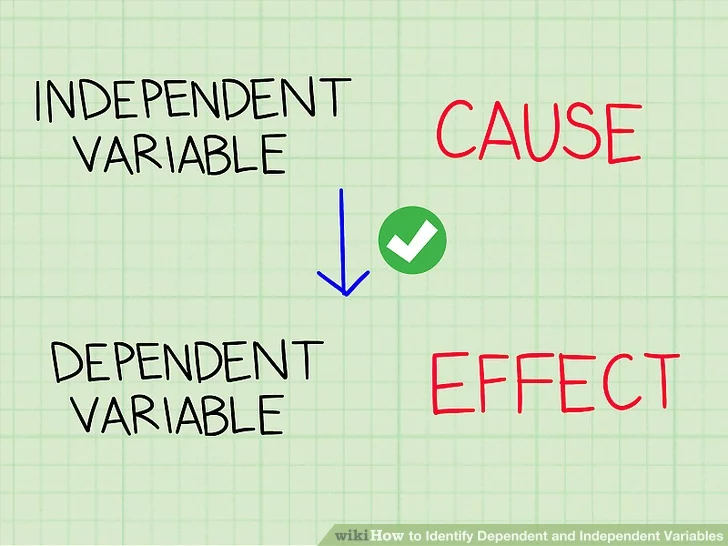 INDEPENDENT
VARIABLE
CAUSE
DEPENDENT
VARIABLE
EFFECT
wikiHow to Identify Dependent and Independent Variables